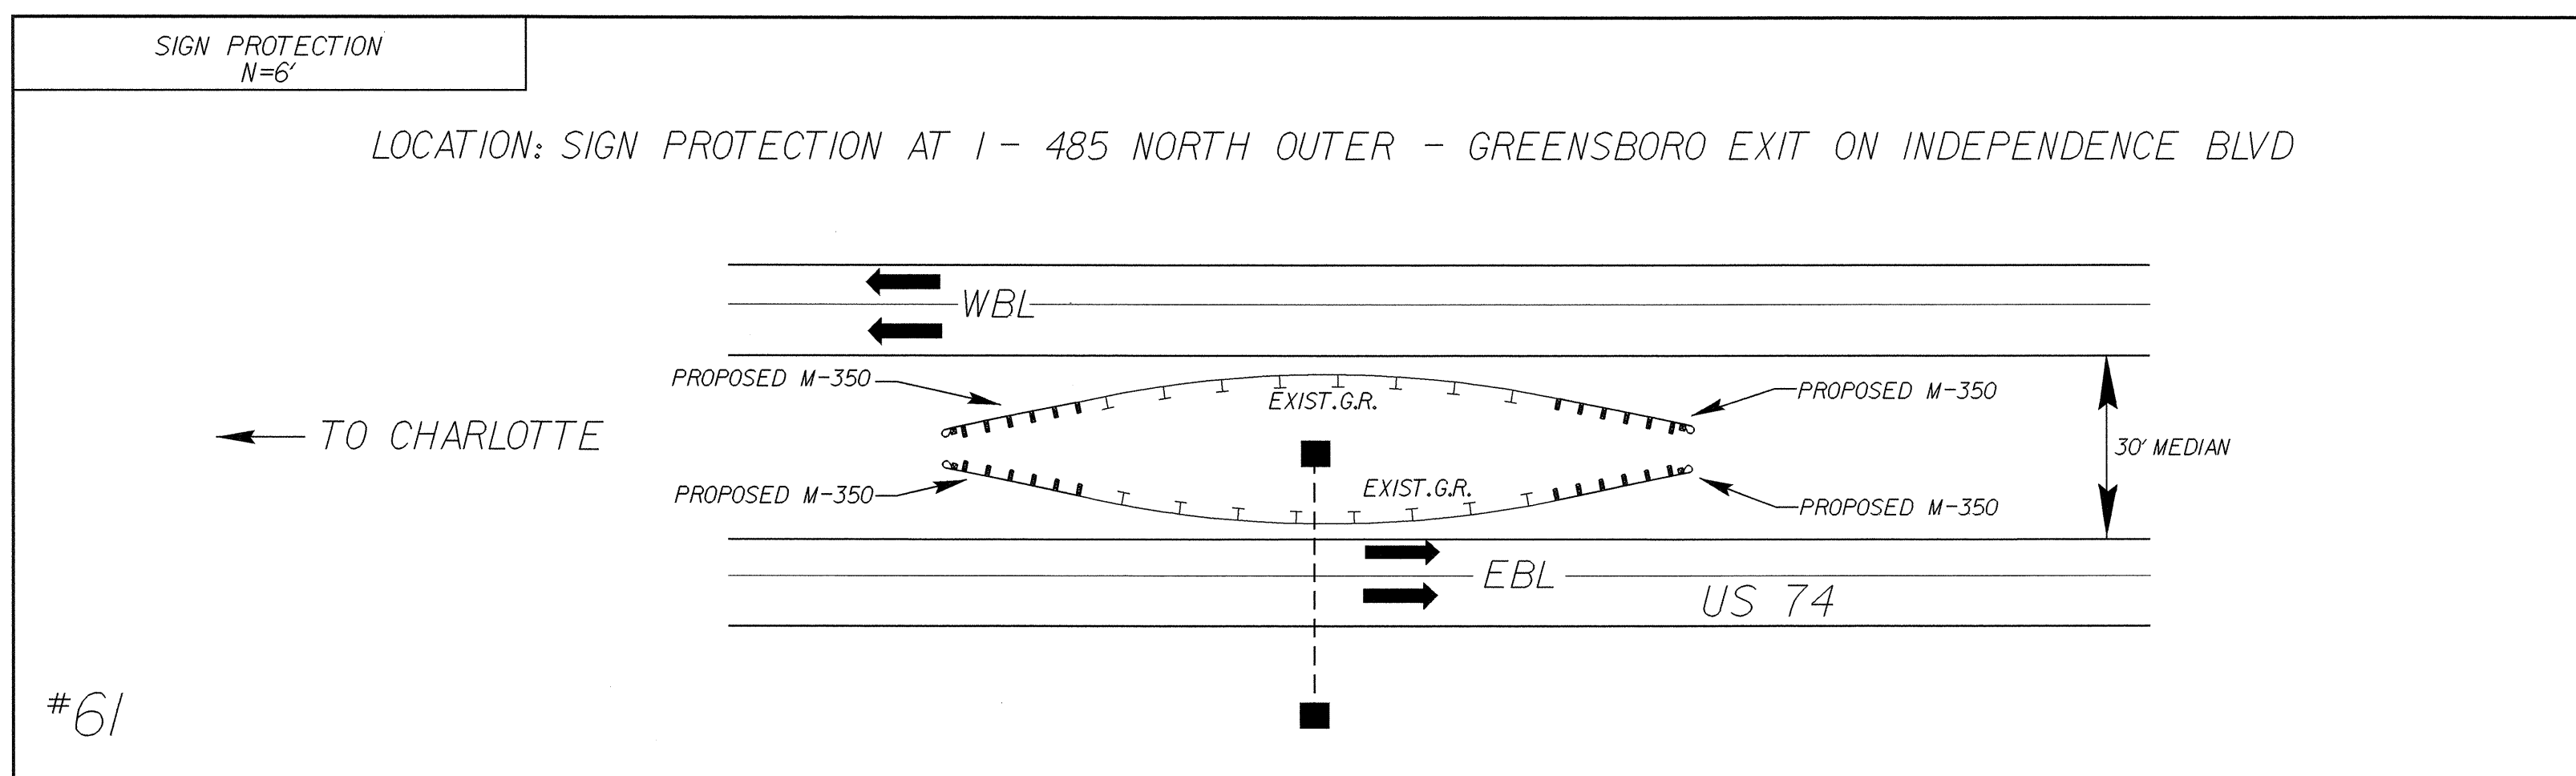 SIGN PROTECTION
N=6'
LOCATION: SIGN PROTECTION AT I - 485 NORTH OUTER - GREENSBORO EXIT ON INDEPENDENCE BLVD
WBL
PROPOSED M-350
PROPOSED M-350
EXIST. G.R.
TO CHARLOTTE
30' MEDIAN
PROPOSED M-350
EXIST. G.R.
PROPOSED M-350
EBL
US 74
#61